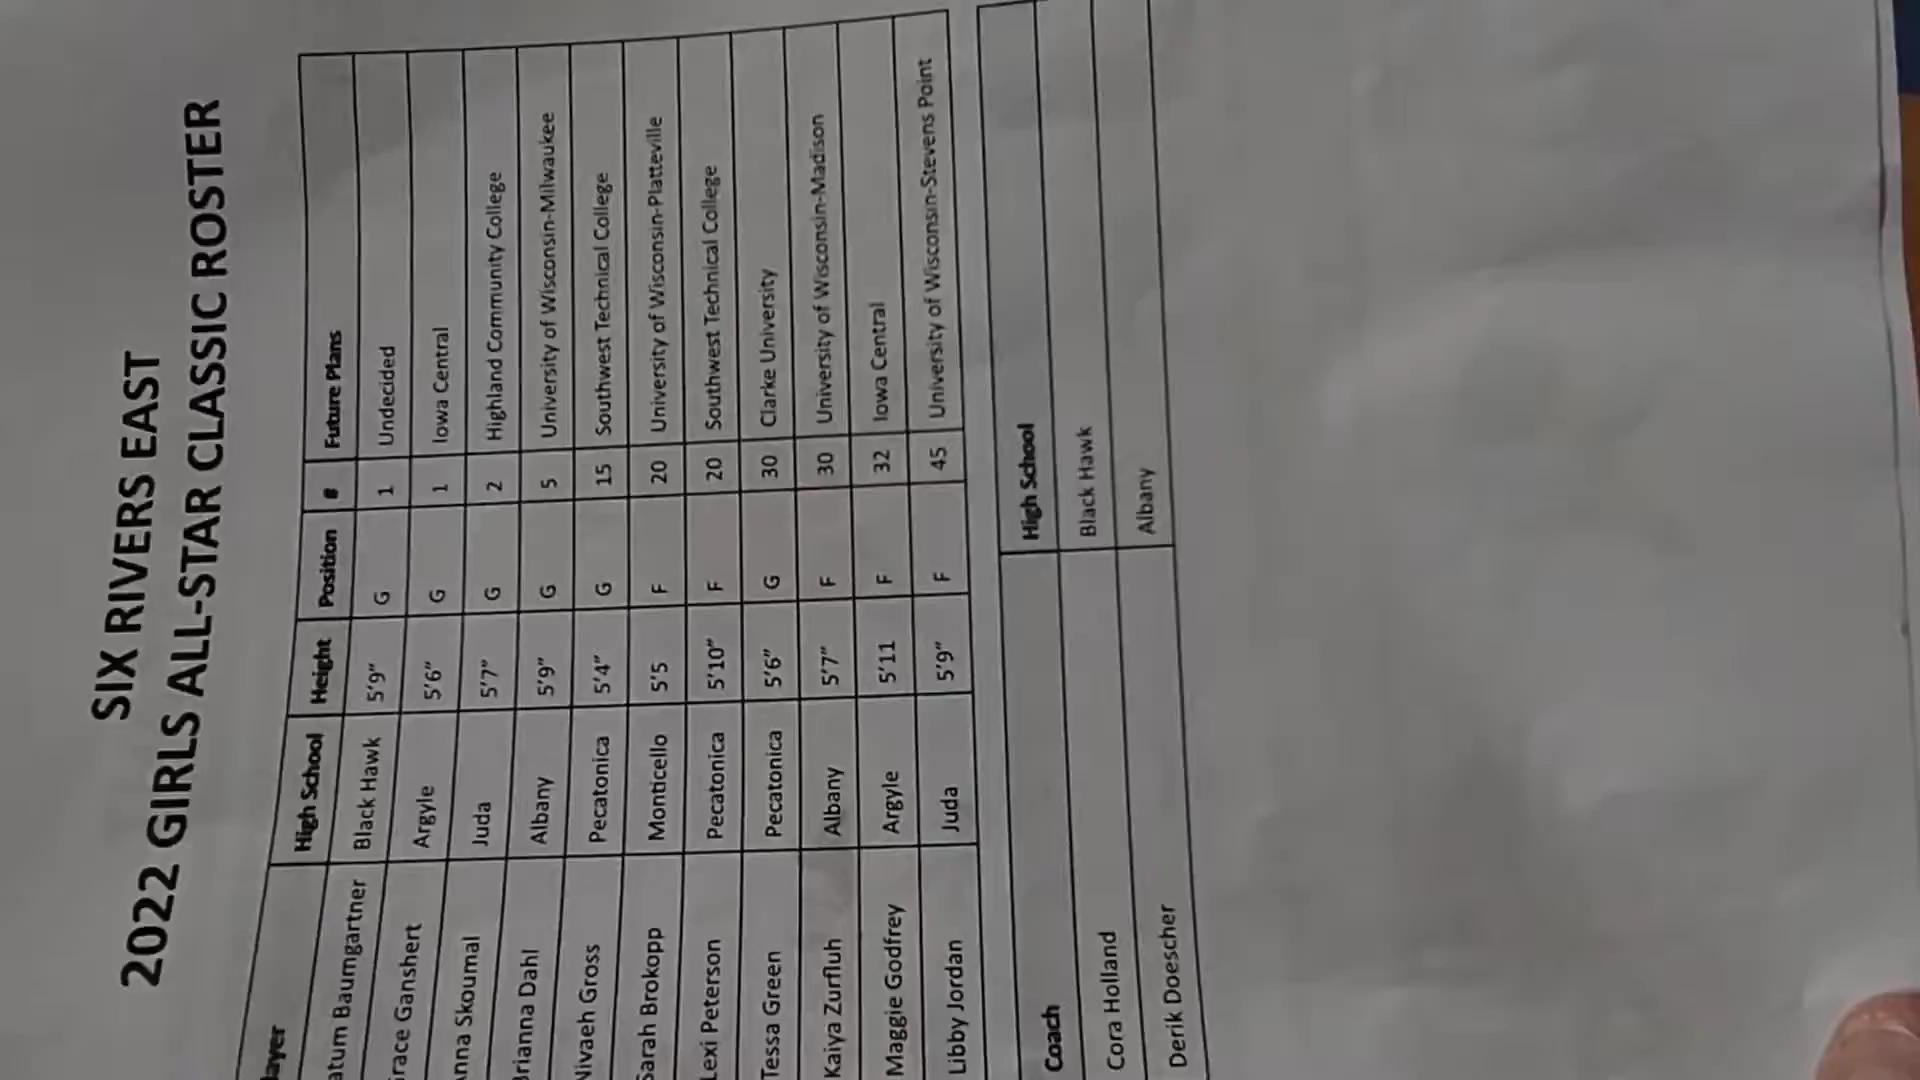 SIX RIVERS EAST
2022 GIRLS ALL-STAR CLASSIC ROSTER
layer High School Height Position # Future Plans
atum Baumgartner Black Hawk 5'9" G 1 Undecided
Grace Ganshert Argyle 5'6" G 1 Iowa Central
nna Skoumal Juda 5'7" G 2 Highland Community College
Brianna Dahl Albany 5'9" G 5 University of Wisconsin-Milwaukee
Nivaeh Gross Pecatonica 5'4" G 15 Southwest Technical College
Sarah Brokopp Monticello 5'5 F 20 University of Wisconsin-Platteville
Lexi Peterson Pecatonica 5'10" F 20 Southwest Technical College
Tessa Green Pecatonica 5'6" G 30 Clarke University
Kaiya Zurfluh Albany 5'7" F 30 University of Wisconsin-Madison
Maggie Godfrey Argyle 5'11 F 32 Iowa Central
Libby Jordan Juda 5'9" F 45 University of Wisconsin-Stevens Point
Coach High School
Cora Holland Black Hawk
Derik Doescher Albany